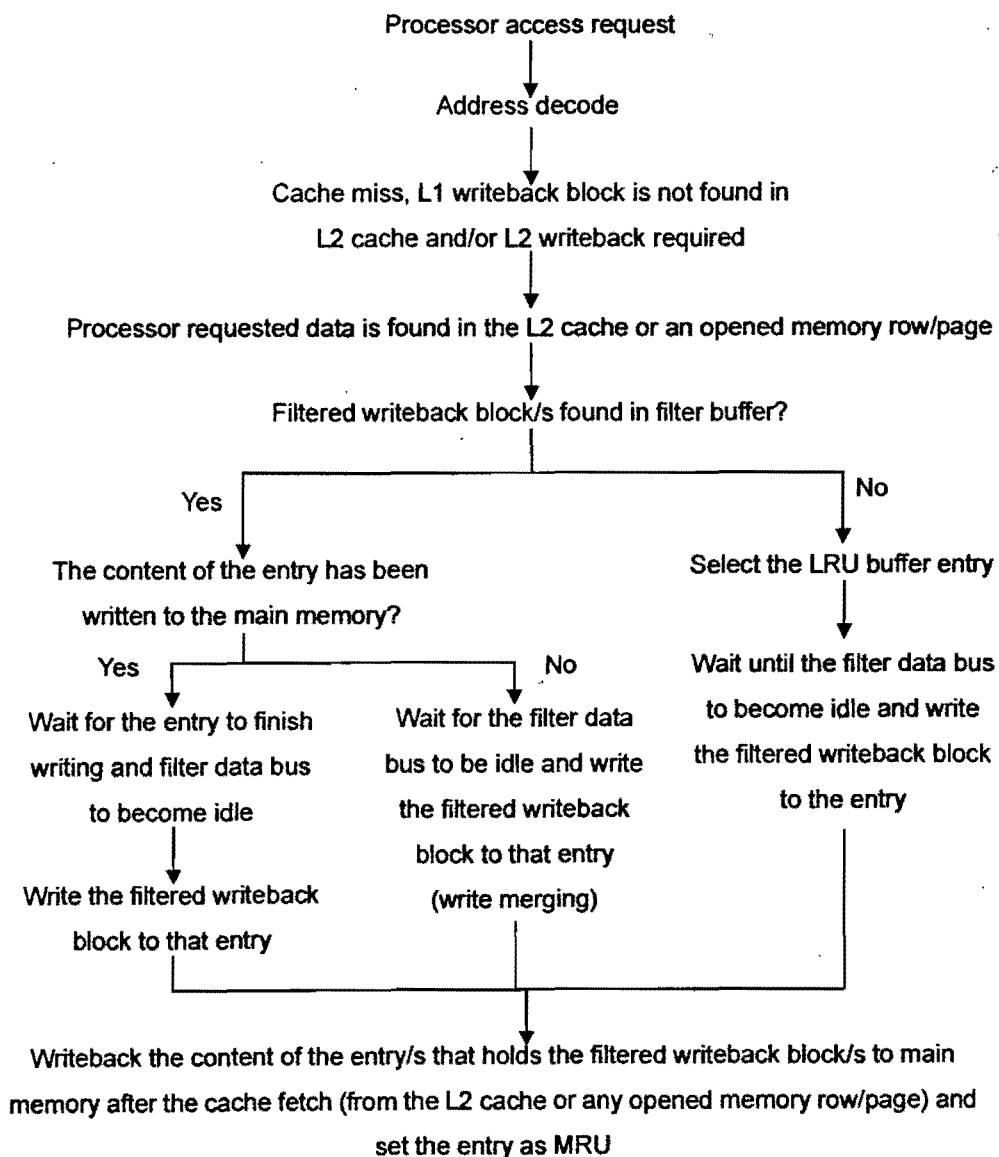 Processor access request
Address decode
Cache miss, L1 writeback block is not found in
L2 cache and/or L2 writeback required
Processor requested data is found in the L2 cache or an opened memory row/page
Filtered writeback block/s found in filter buffer?
Yes
No
The content of the entry has been
written to the main memory?
Select the LRU buffer entry
Yes
No
Wait for the entry to finish
writing and filter data bus
to become idle
Write the filtered writeback
block to that entry
Wait for the filter data
bus to be idle and write
the filtered writeback
block to that entry
(write merging)
Wait until the filter data bus
to become idle and write
the filtered writeback block
to the entry
Writeback the content of the entry/s that holds the filtered writeback block/s to main
memory after the cache fetch (from the L2 cache or any opened memory row/page) and
set the entry as MRU